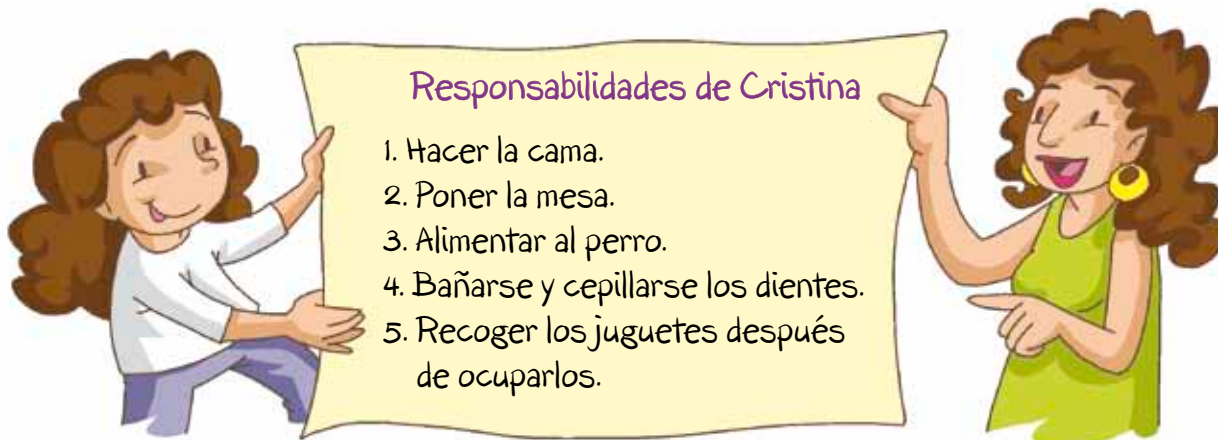 Responsabilidades de Cristina
1. Hacer la cama.
2. Poner la mesa.
3. Alimentar al perro.
4. Bañarse y cepillarse los dientes.
5. Recoger los juguetes después
de ocuparlos.